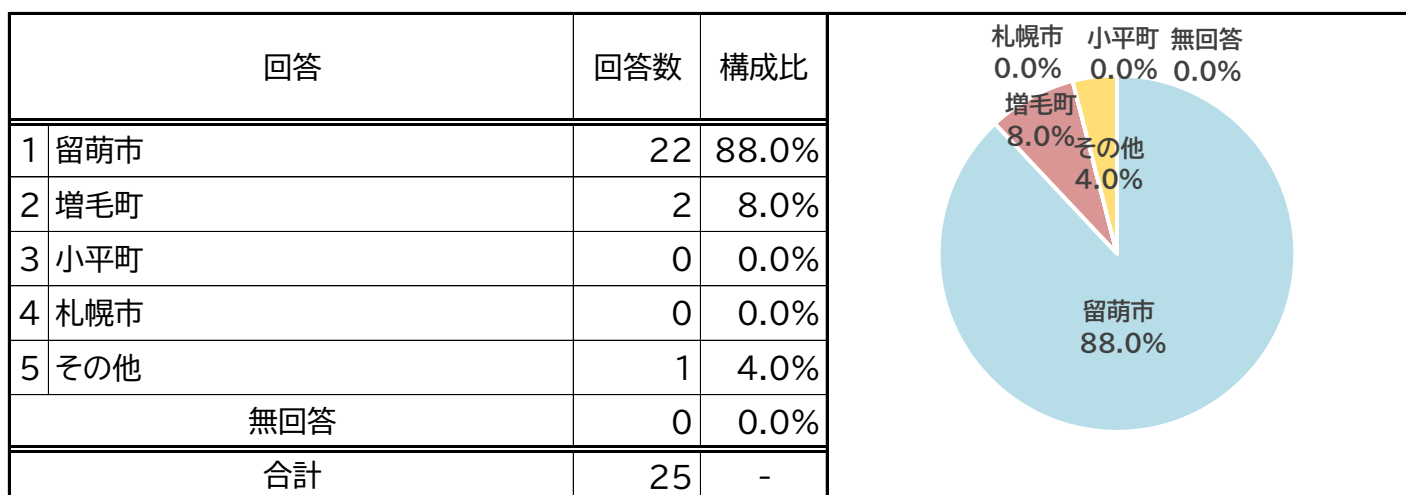 回答 回答数 構成比
1 留萌市 22 88.0%
2 増毛町 2 8.0%
3 小平町 0 0.0%
4 札幌市 0 0.0%
5 その他 1 4.0%
無回答 0 0.0%
合計 25 -
札幌市
0.0%
小平町
0.0%
無回答
0.0%
増毛町
8.0%
その他
4.0%
留萌市
88.0%